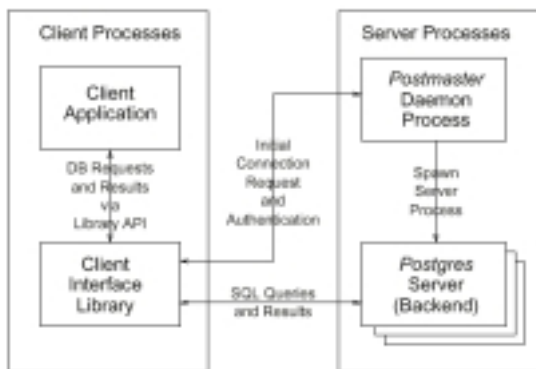 Client Processes
Server Processes
Client
Application
Postmaster
Daemon
Process
DB Requests
and Results
via
Library API
Initial
Connection
Request
and
Authentication
Spawn
Server
Process
Client
Interface
Library
SQL Queries
and Results
Postgres
Server
(Backend)